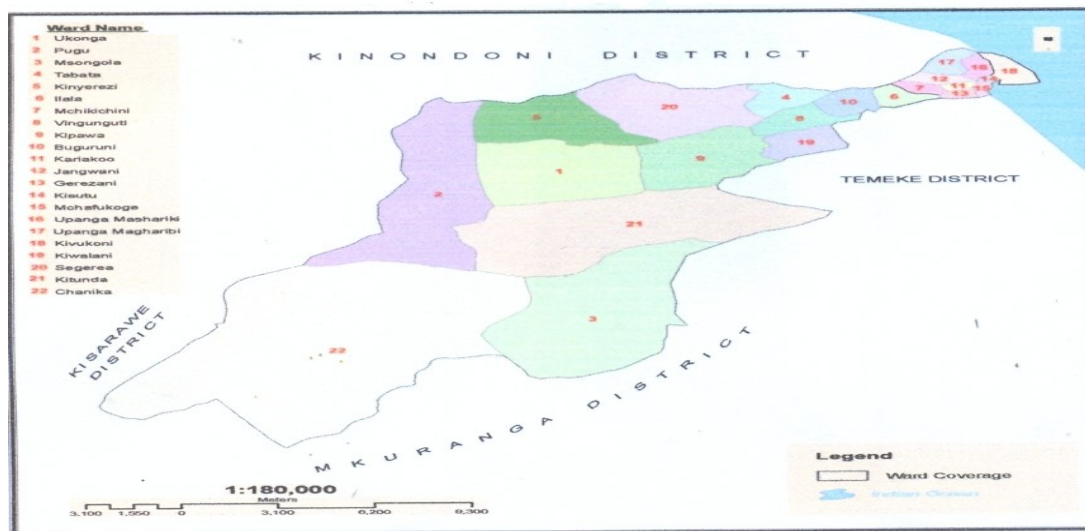 Ward Name
1 Ukonga
2 Pugu
3 Msongola
4 Tabata
5 Kinyerezi
6 Ilala
7 Mchikichini
8 Vingunguti
9 Kipawa
10 Buguruni
11 Kariakoo
12 Jangwani
13 Gerezani
14 Kisutu
15 Mchafukoge
16 Upanga Mashariki
17 Upanga Magharibi
18 Kivukoni
19 Kiwalani
20 Segerea
21 Kitunda
22 Chanika
KINONDONI DISTRICT
17
16
18
12
14
7
11
15
13
6
4
10
20
8
5
19
9
1
TEMEKE DISTRICT
2
21
3
22
KISARAWE
DISTRICT
MKURANGA DISTRICT
1:180,000
Meters
3,100 1,550 0 3,100 6,200 9,300
Legend
Ward Coverage
Indian Ocean